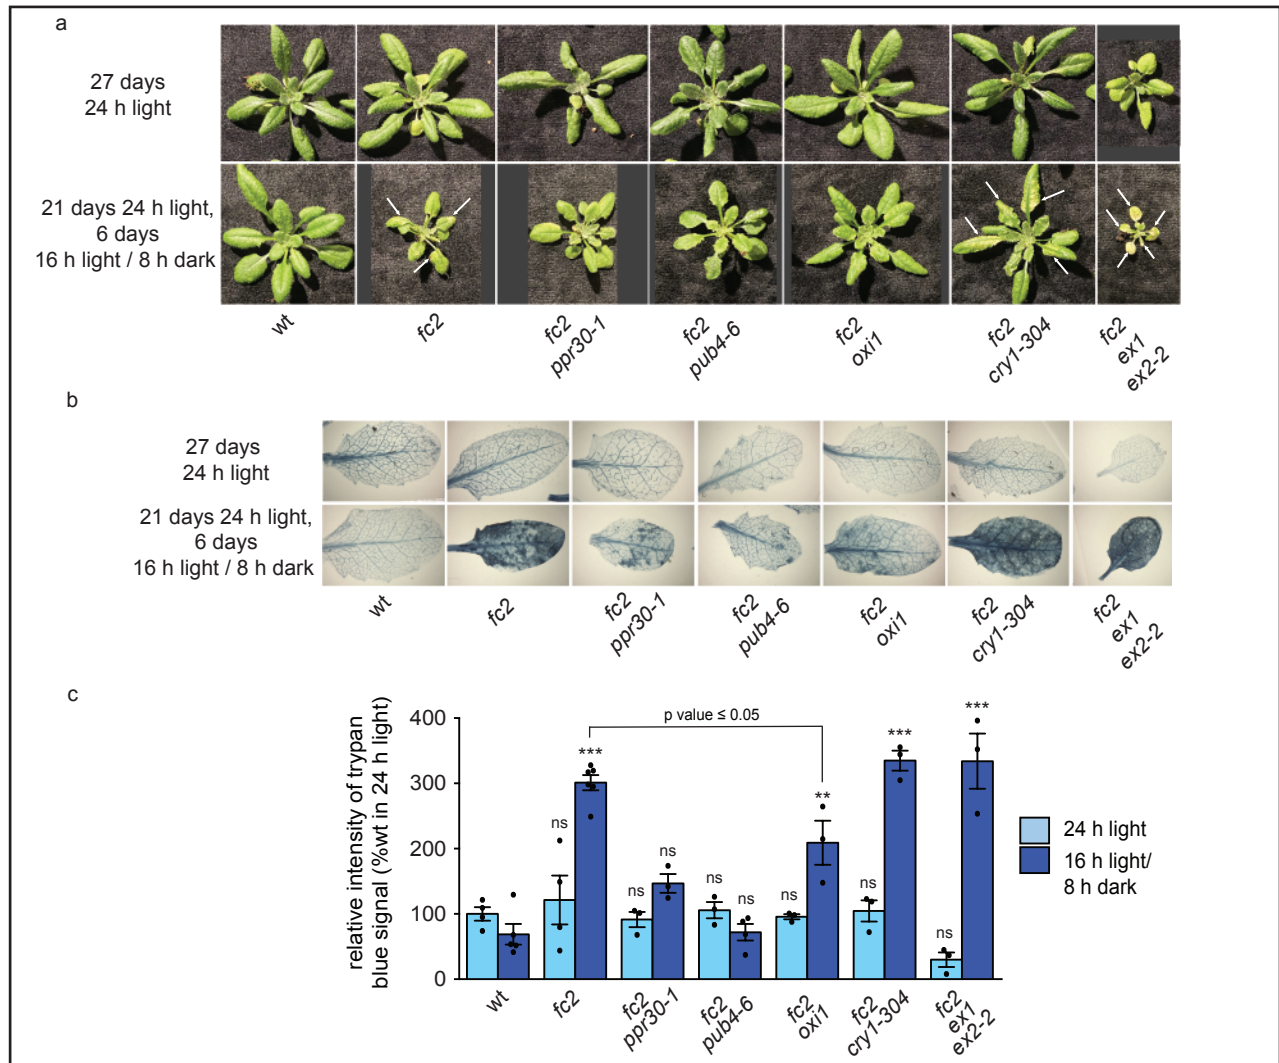 a
27 days
24 h light
21 days 24 h light,
6 days
16 h light / 8 h dark
wt
fc2
fc2
ppr30-1
fc2
pub4-6
fc2
oxi1
fc2
cry1-304
fc2
ex1
ex2-2
b
27 days
24 h light
21 days 24 h light,
6 days
16 h light / 8 h dark
wt
fc2
fc2
ppr30-1
fc2
pub4-6
fc2
oxi1
fc2
cry1-304
fc2
ex1
ex2-2
c
relative intensity of trypan
blue signal (%wt in 24 h light)
400
300
200
100
0
p value ≤ 0.05
ns
***
ns
ns
ns
ns
ns
**
ns
***
ns
***
24 h light
16 h light/
8 h dark
wt
fc2
fc2
ppr30-1
fc2
pub4-6
fc2
oxi1
fc2
cry1-304
fc2
ex1
ex2-2